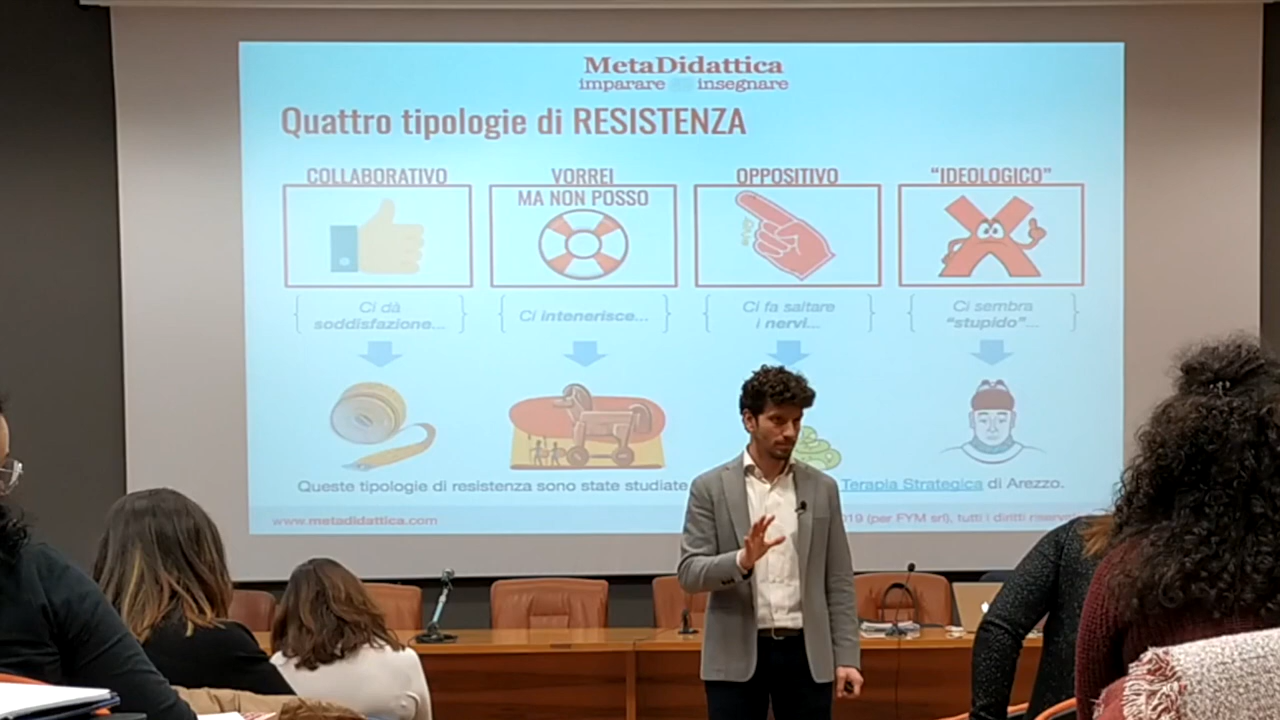 MetaDidattica
imparare ad insegnare
Quattro tipologie di RESISTENZA
COLLABORATIVO
VORREI
MA NON POSSO
OPPOSITIVO
“IDEOLOGICO”
Ci dà
soddisfazione...
Ci intenerisce...
Ci fa saltare
i nervi...
Ci sembra
“stupido”...
Queste tipologie di resistenza sono state studiate
Terapia Strategica di Arezzo.
www.metadidattica.com
019 (per FYM srl), tutti i diritti